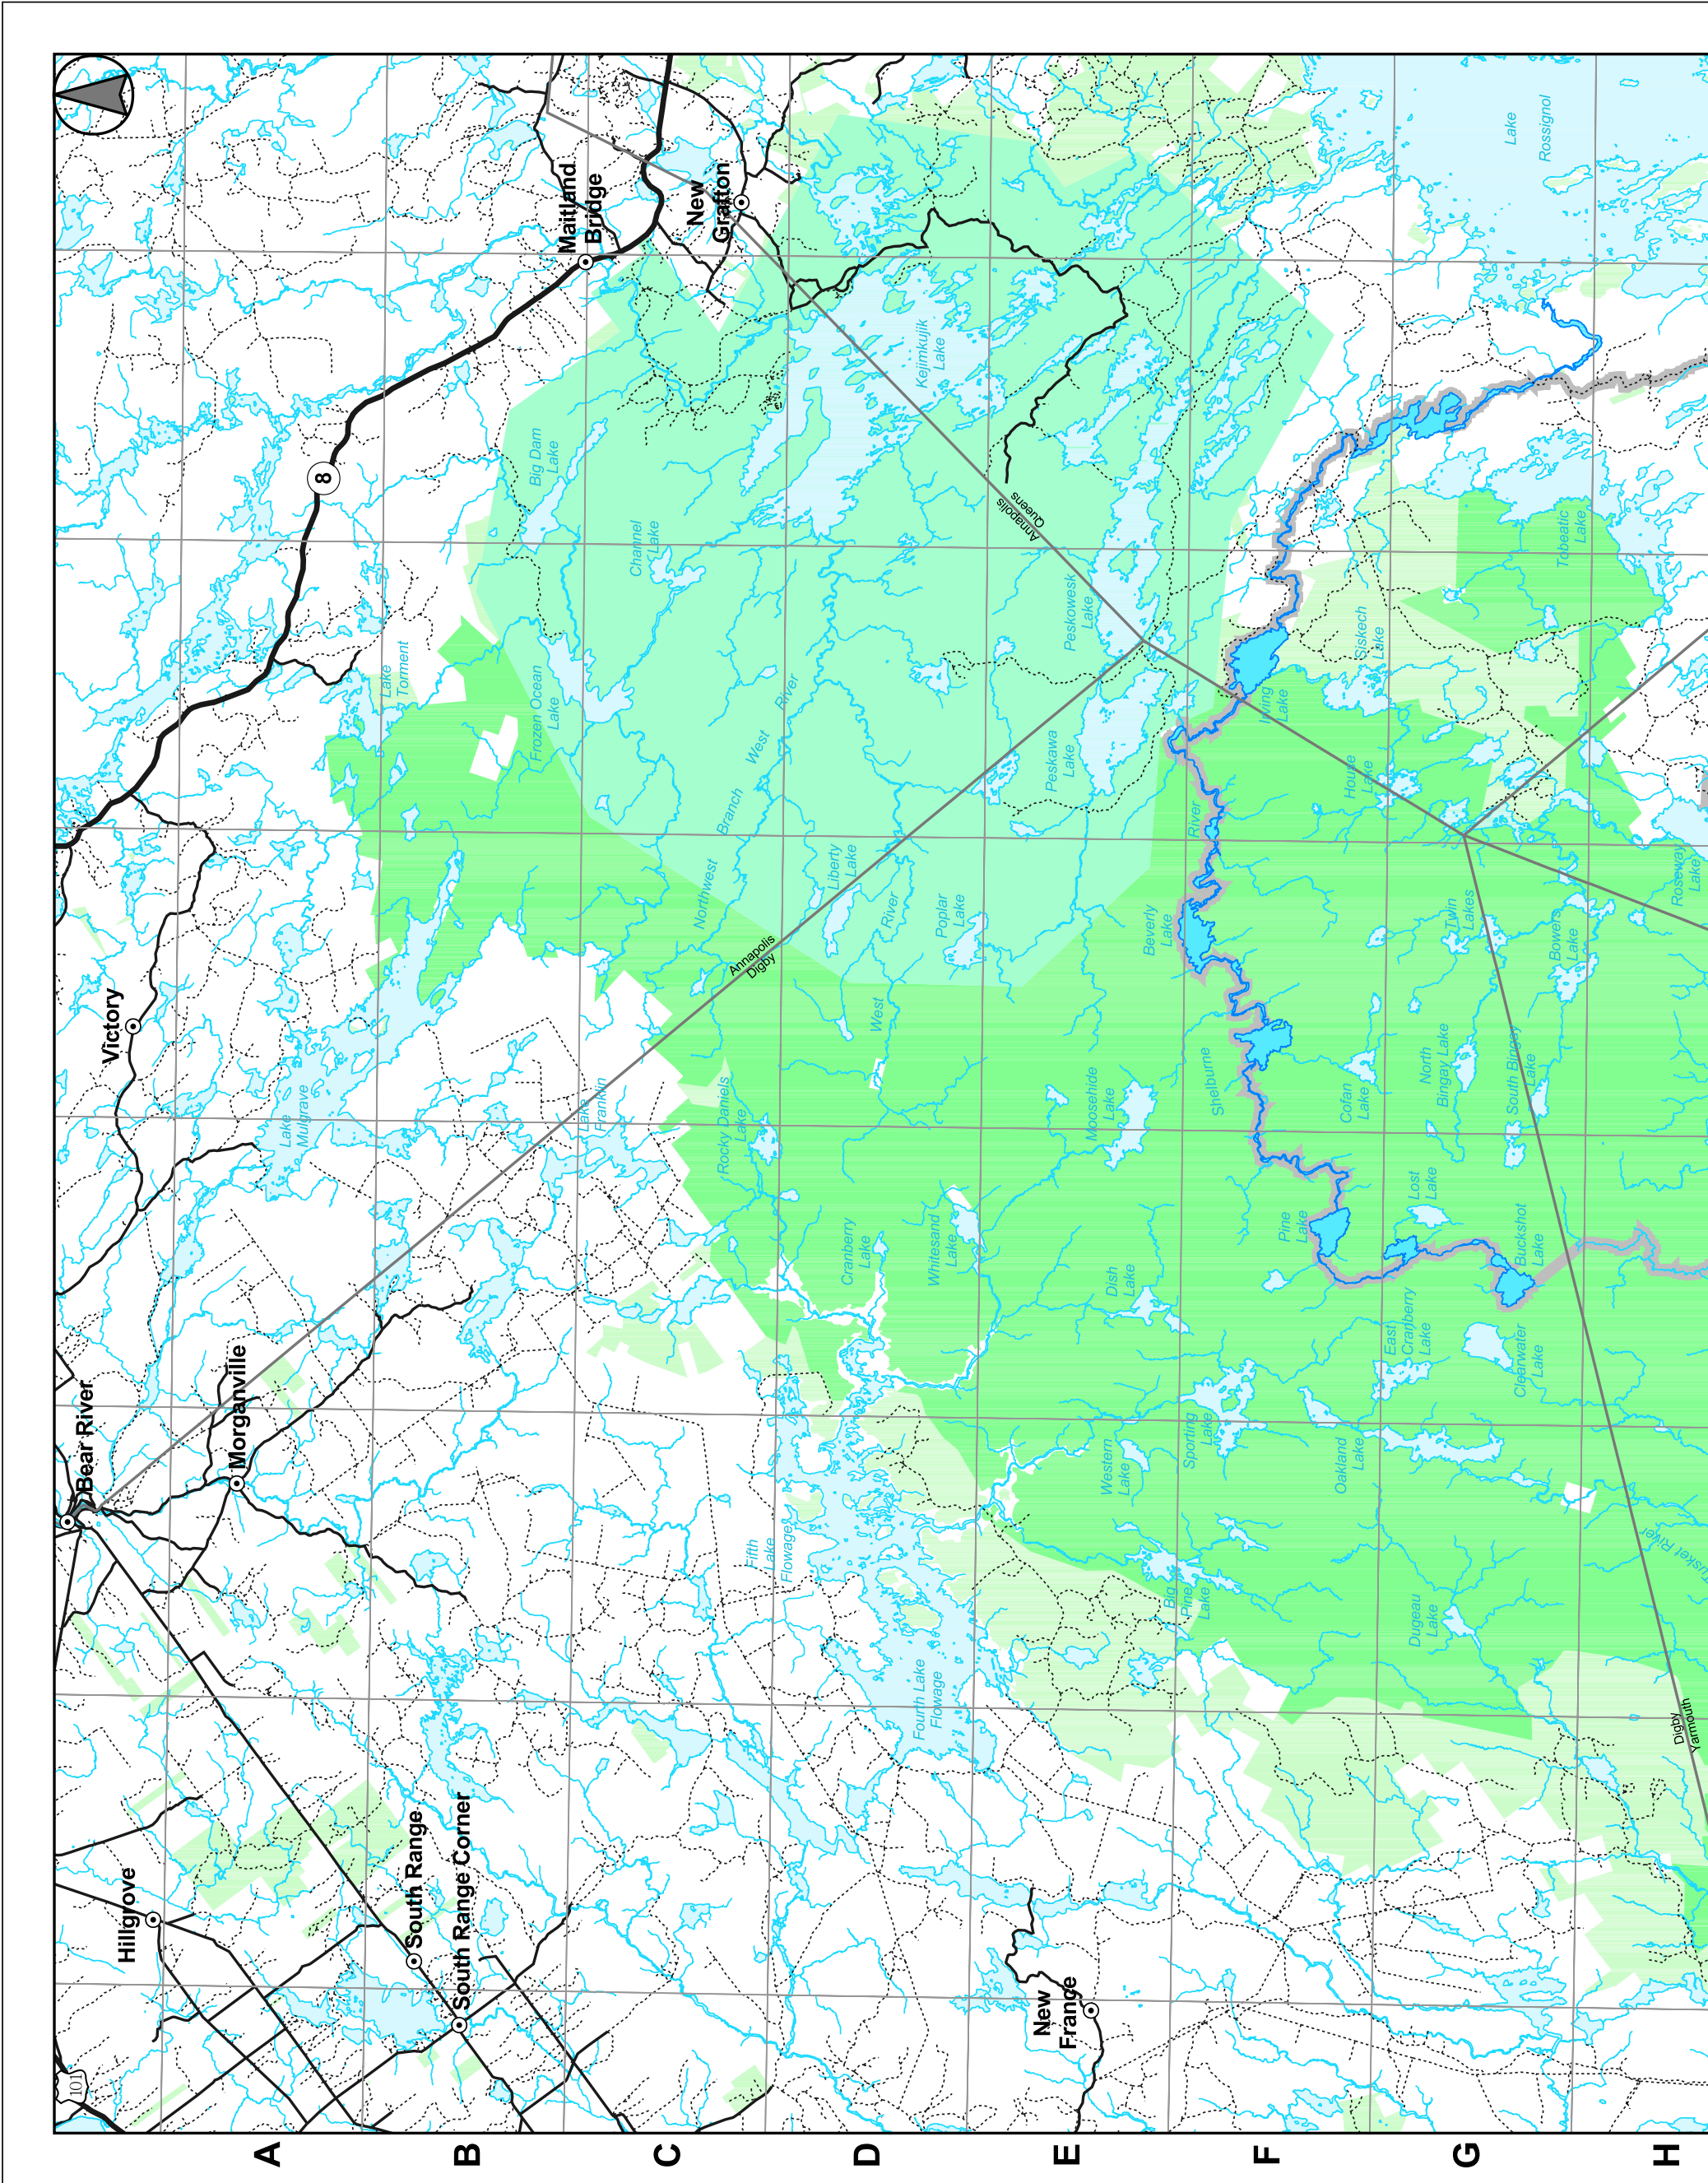 101
Hillgrove
South Range
South Range Corner
New
France
Bear River
Morganville
Victory
8
Maitland
Bridge
New
Grafton
Lake
Mulgrave
Lake
Franklin
Lake
Torment
Big Dam
Lake
Frozen Ocean
Lake
Channel
Lake
Kejimkujik
Lake
Northwest
Branch
West
River
Liberty
Lake
West
River
Poplar
Lake
Rocky Daniels
Lake
Annapolis
Digby
Annapolis
Queens
Cranberry
Lake
Whitesand
Lake
Fifth
Lake
Flowage
Fourth Lake
Flowage
Peskowesk
Lake
Peskawa
Lake
Beverly
Lake
Moosehide
Lake
Dish
Lake
Western
Lake
Big
Pine
Lake
Sporting
Lake
Shelburne
River
Irving
Lake
Siskech
Lake
House
Lake
Cofan
Lake
Pine
Lake
Oakland
Lake
East
Cranberry
Lake
Lost
Lake
North
Bingay Lake
South Bingay
Lake
Twin
Lakes
Bowers
Lake
Buckshot
Lake
Clearwater
Lake
Dugeau
Lake
Tobeatic
Lake
Lake
Rossignol
Roseway
Lake
Tusket River
Digby
Yarmouth
A
B
C
D
E
F
G
H